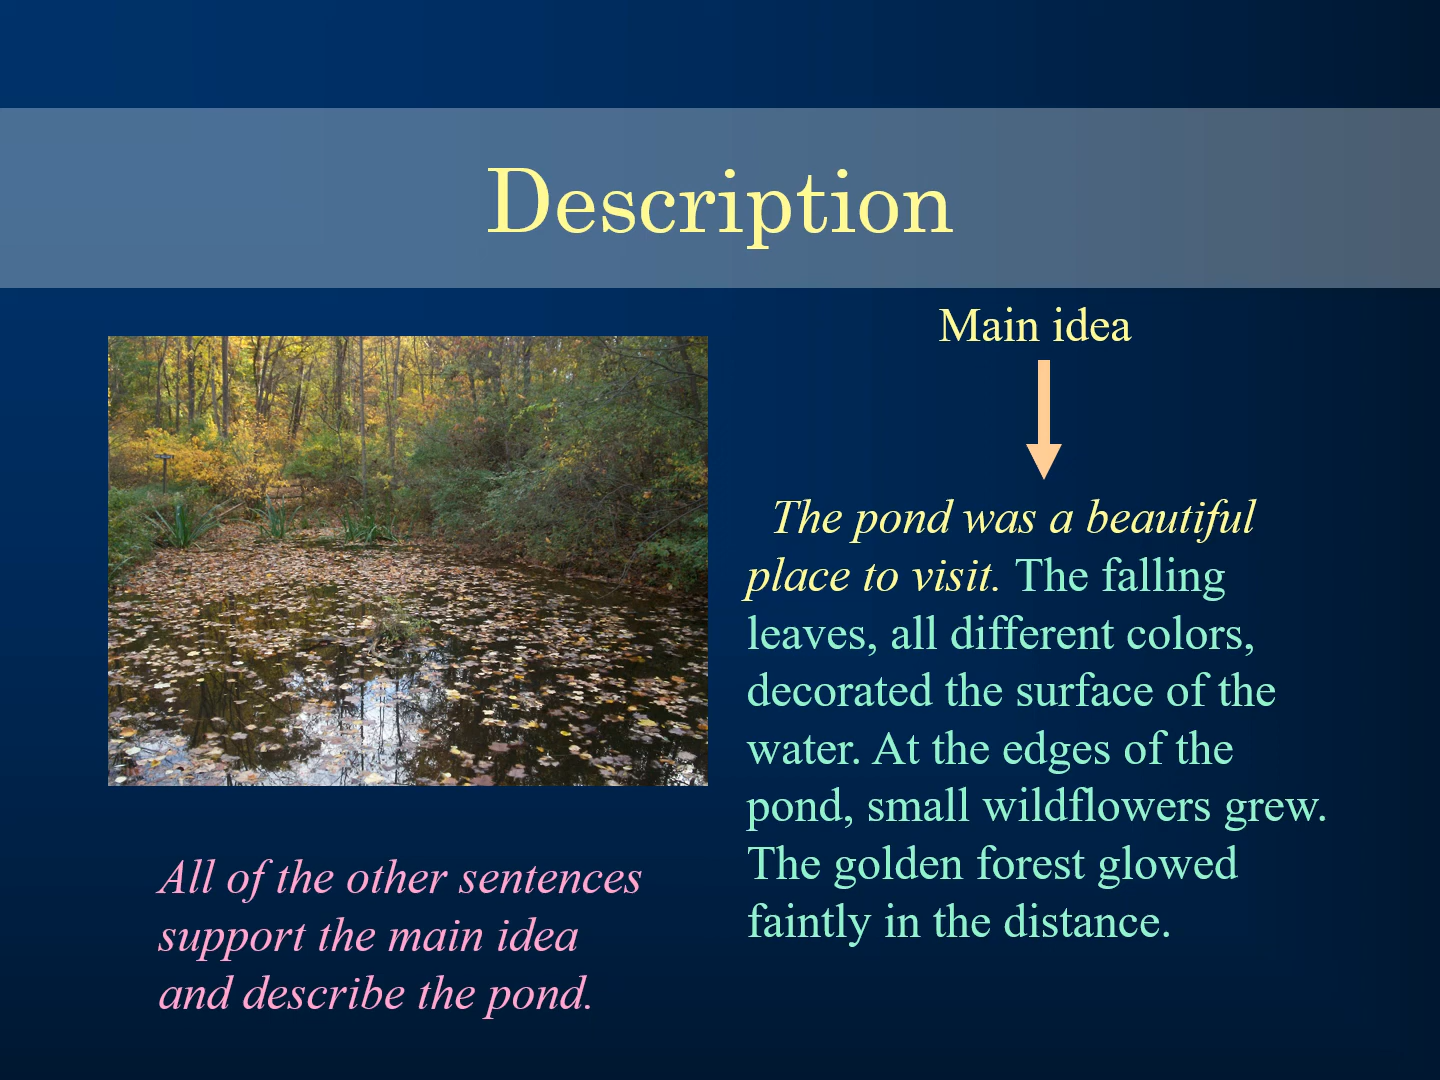 Description
Main idea
The pond was a beautiful
place to visit. The falling
leaves, all different colors,
decorated the surface of the
water. At the edges of the
pond, small wildflowers grew.
The golden forest glowed
faintly in the distance.
All of the other sentences
support the main idea
and describe the pond.